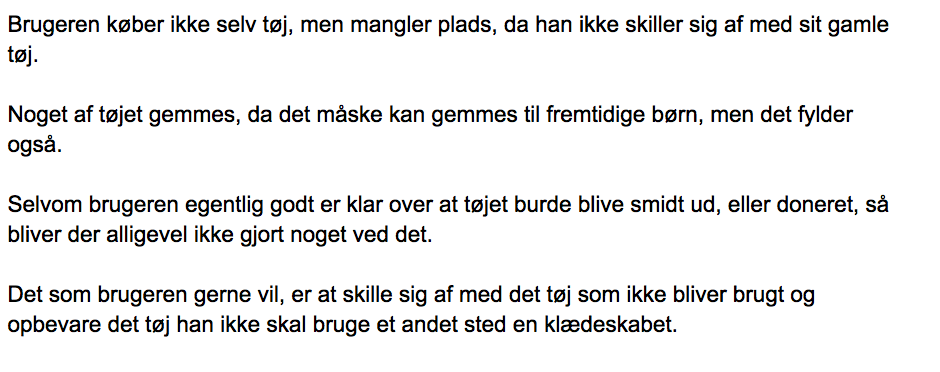 Brugeren køber ikke selv tøj, men mangler plads, da han ikke skiller sig af med sit gamle
tøj.
Noget af tøjet gemmes, da det måske kan gemmes til fremtidige børn, men det fylder
også.
Selvom brugeren egentlig godt er klar over at tøjet burde blive smidt ud, eller doneret, så
bliver der alligevel ikke gjort noget ved det.
Det som brugeren gerne vil, er at skille sig af med det tøj som ikke bliver brugt og
opbevare det tøj han ikke skal bruge et andet sted en klædeskabet.